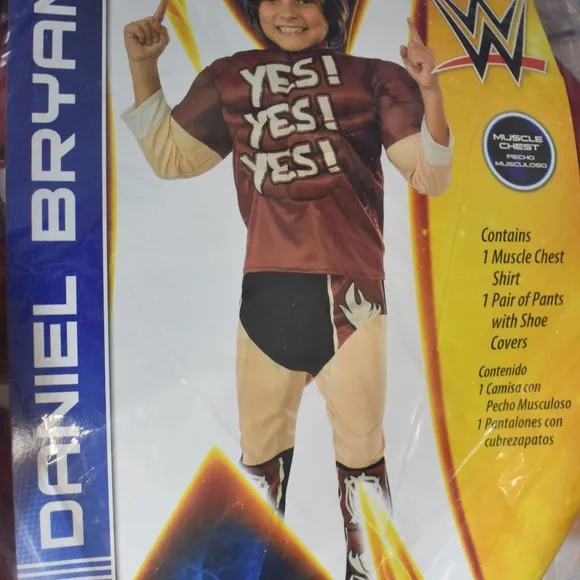 DANIEL BRYAN
YES!
YES!
YES!
W
MUSCLE
CHEST
PECHO
MUSCULOSO
Contains
1 Muscle Chest
Shirt
1 Pair of Pants
with Shoe
Covers
Contenido
1 Camisa con
Pecho Musculoso
1 Pantalones con
cubrezapatos